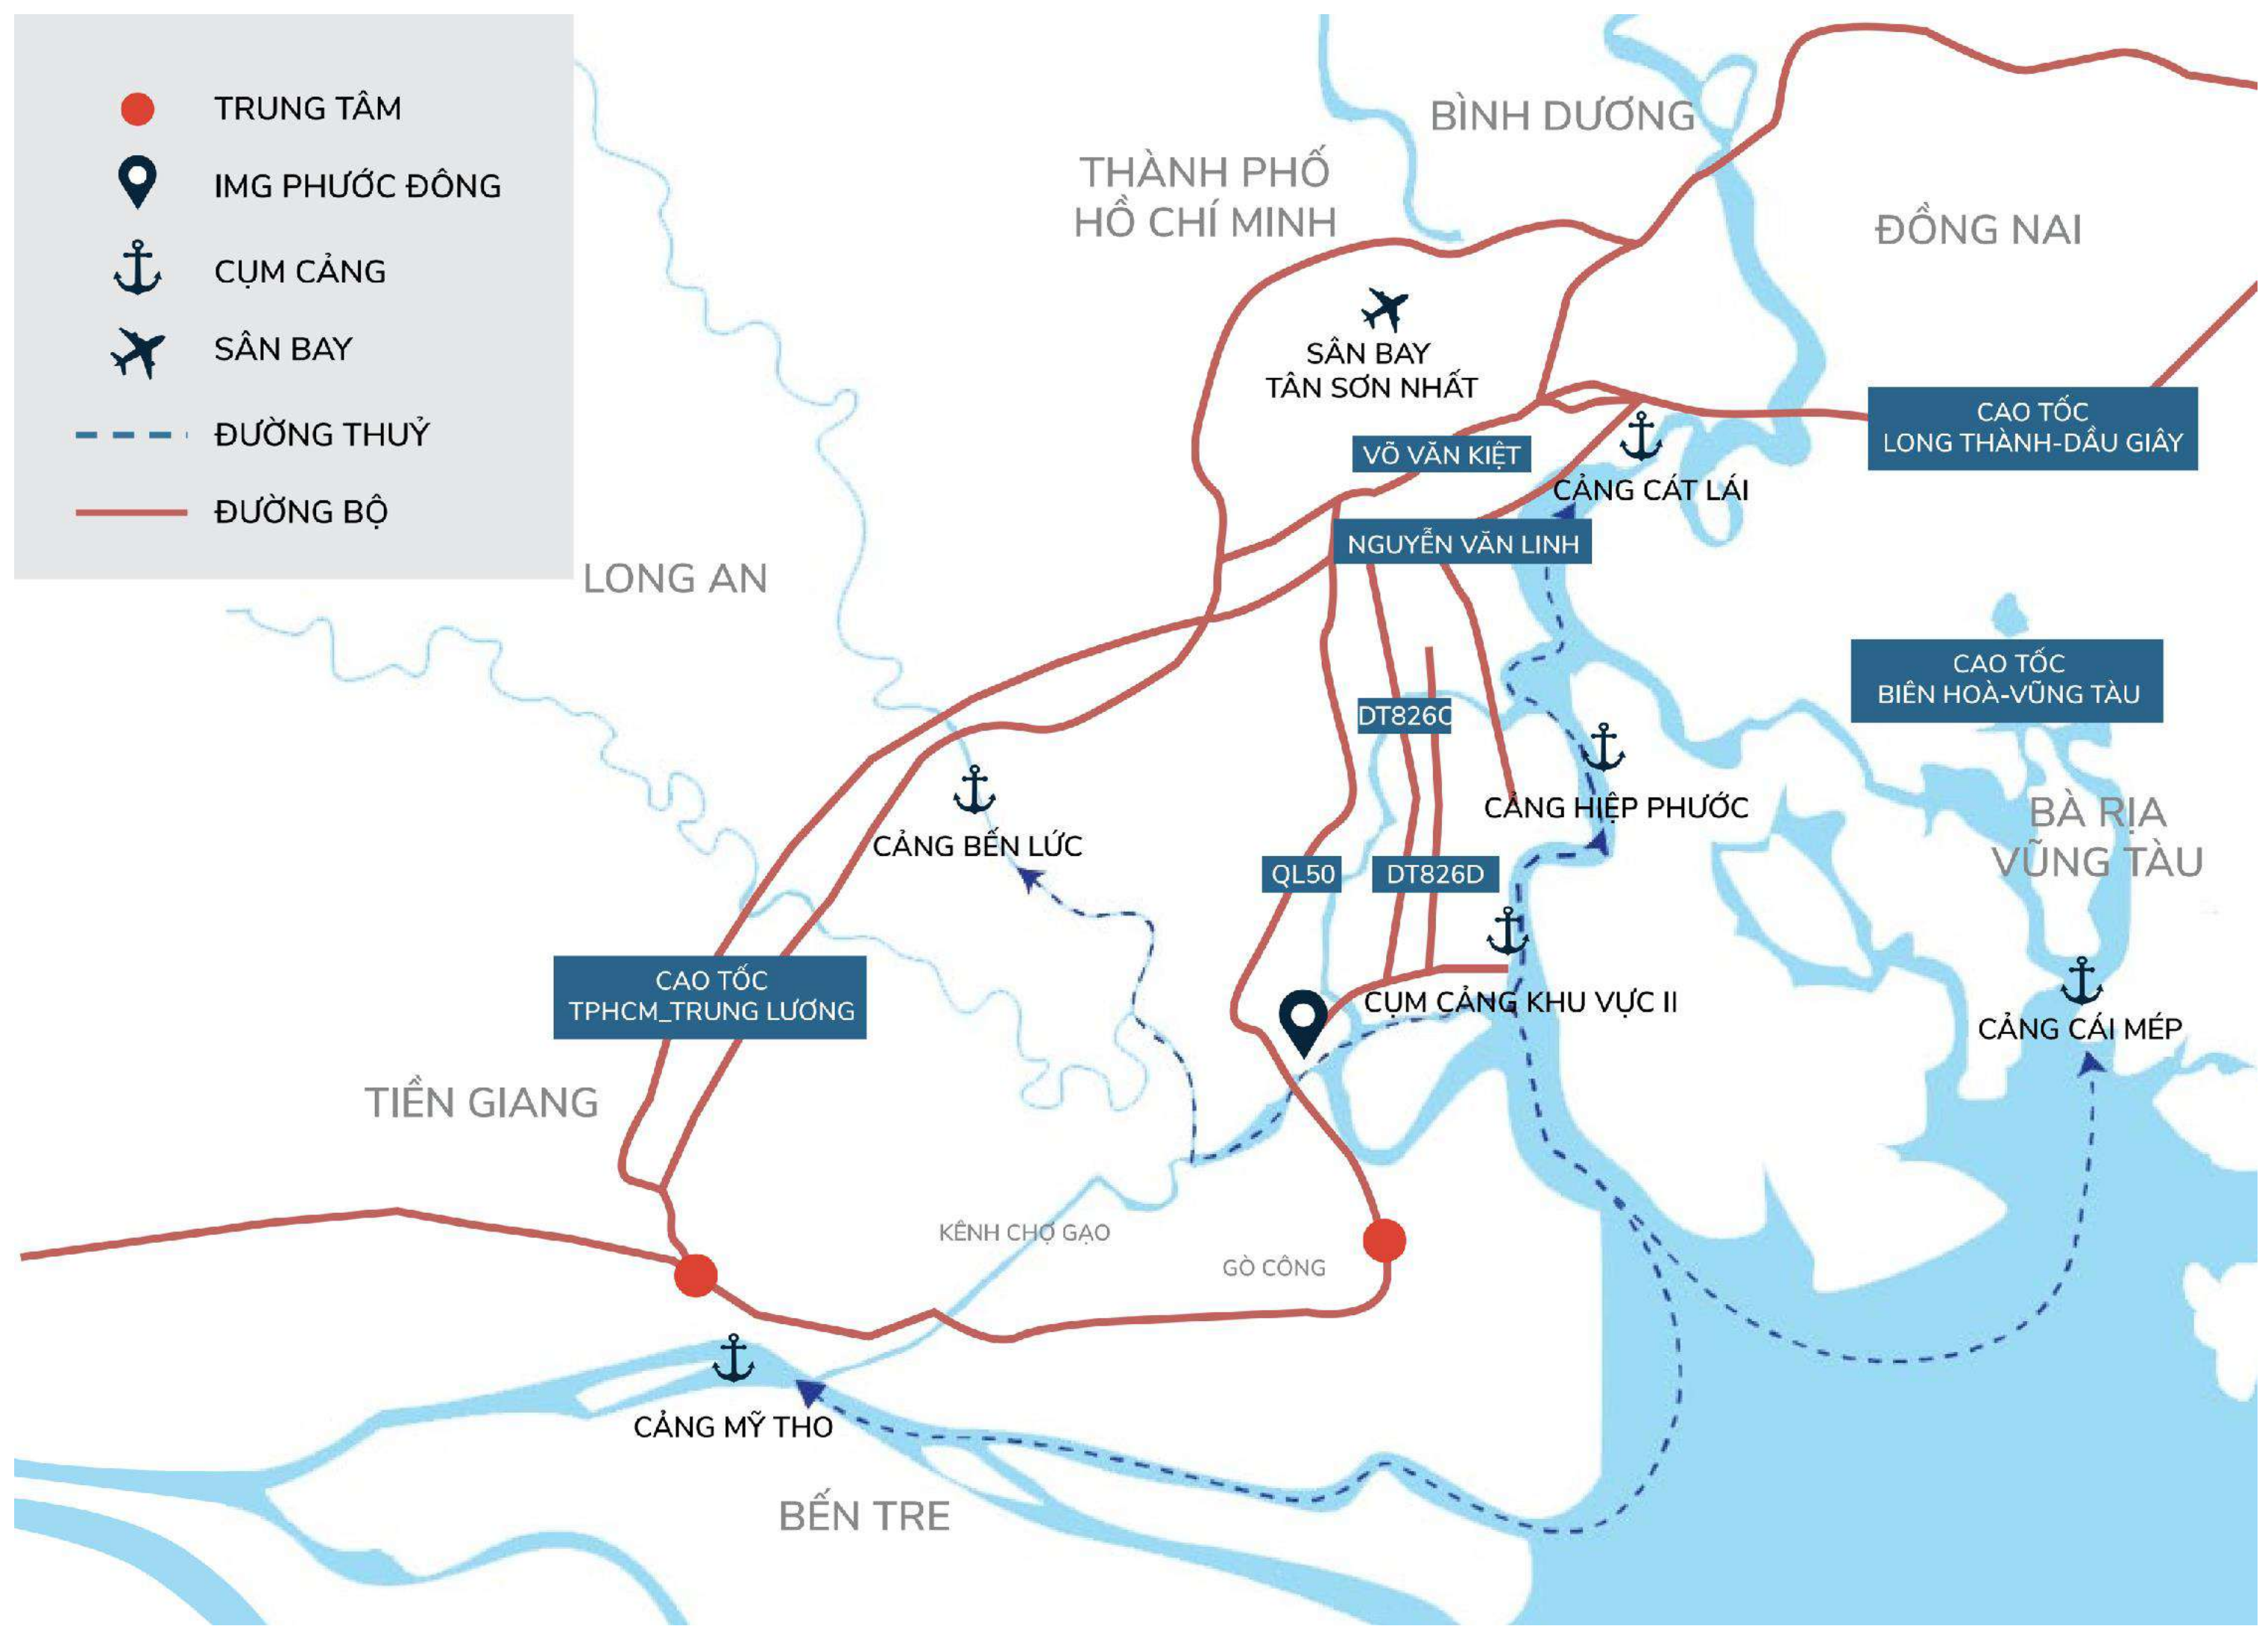 TRUNG TÂM
IMG PHƯỚC ĐÔNG
CỤM CẢNG
SÂN BAY
ĐƯỜNG THUỶ
ĐƯỜNG BỘ
BÌNH DƯƠNG
THÀNH PHỐ
HỒ CHÍ MINH
ĐỒNG NAI
SÂN BAY
TÂN SƠN NHẤT
CAO TỐC
LONG THÀNH-DẦU GIÂY
VÕ VĂN KIỆT
CẢNG CÁT LÁI
NGUYỄN VĂN LINH
LONG AN
CAO TỐC
BIÊN HOÀ-VŨNG TÀU
DT826C
CẢNG HIỆP PHƯỚC
BÀ RỊA
VŨNG TÀU
CẢNG BẾN LỨC
QL50
DT826D
CAO TỐC
TPHCM_TRUNG LƯƠNG
CỤM CẢNG KHU VỰC II
CẢNG CÁI MÉP
TIỀN GIANG
KÊNH CHỢ GẠO
GÒ CÔNG
CẢNG MỸ THO
BẾN TRE